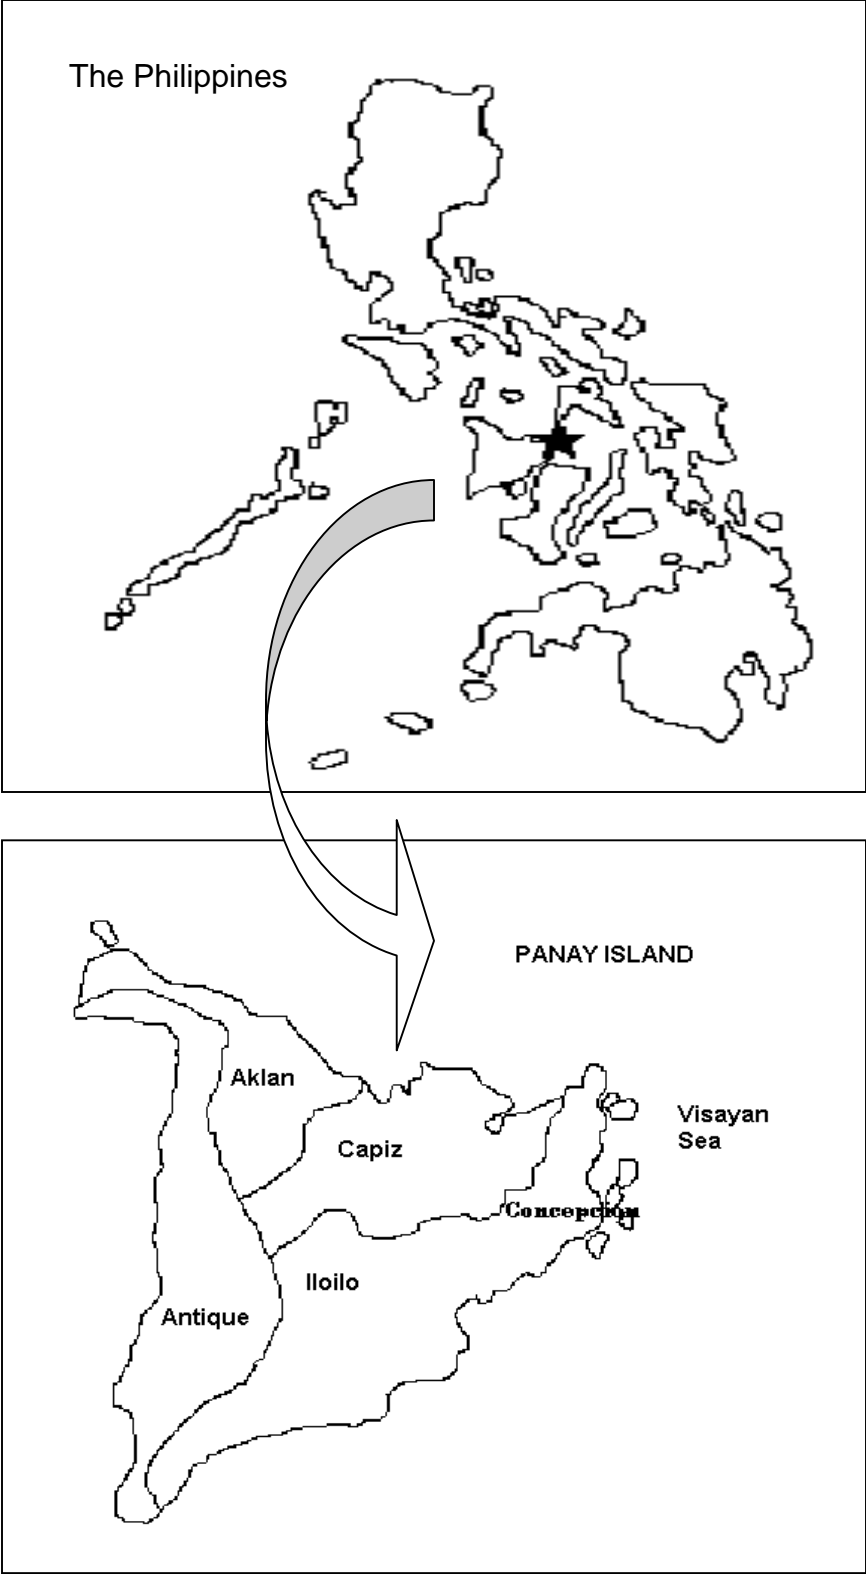 The Philippines
PANAY ISLAND
Aklan
Visayan
Sea
Capiz
Concepcion
Iloilo
Antique